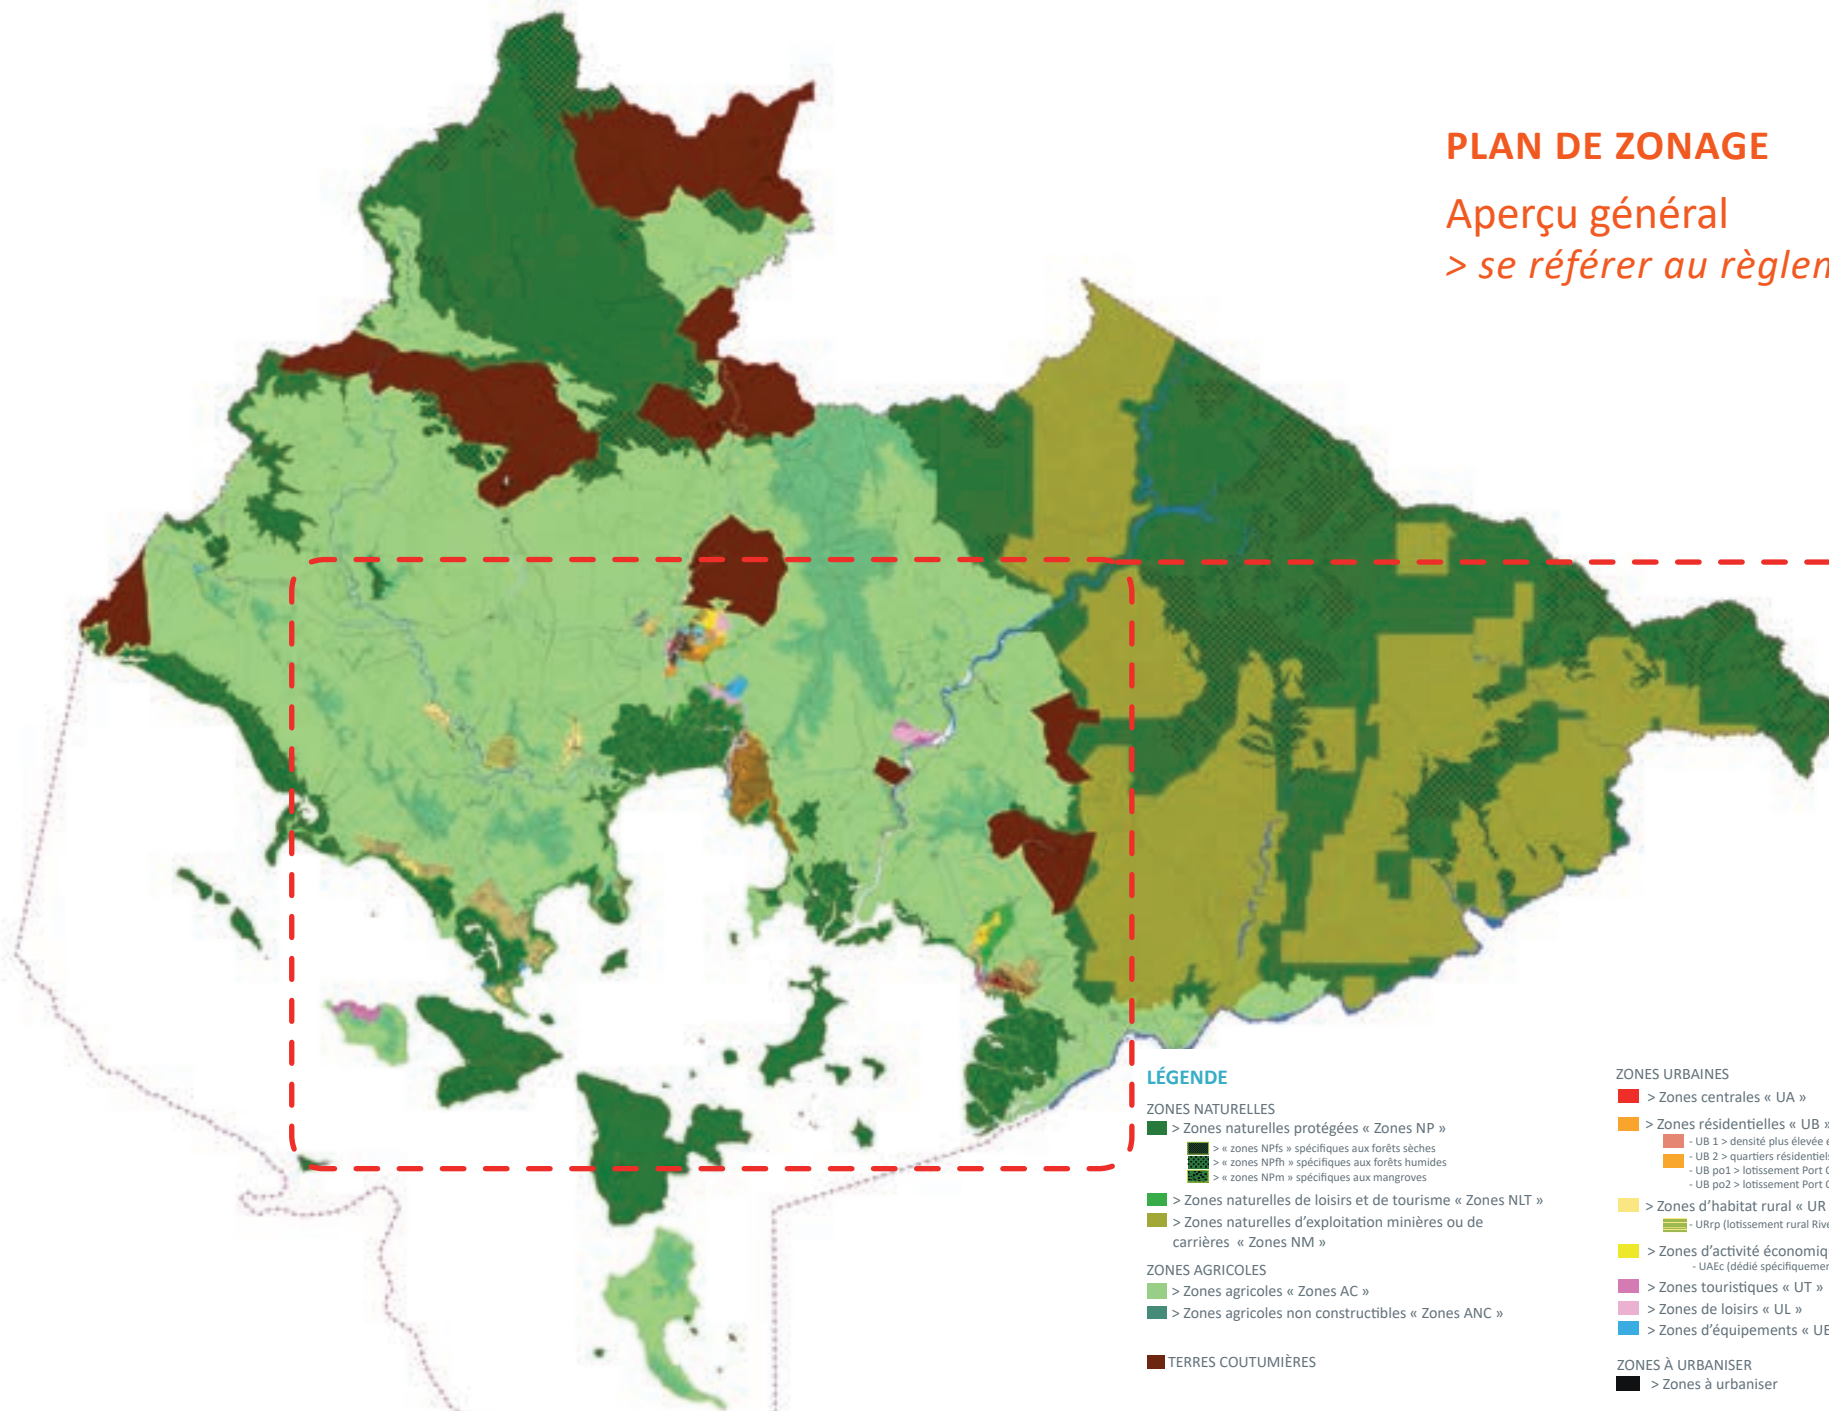 PLAN DE ZONAGE
Aperçu général
> se référer au règlem
LÉGENDE
ZONES NATURELLES
> Zones naturelles protégées « Zones NP »
> « zones NPfs » spécifiques aux forêts sèches
> « zones NPfh » spécifiques aux forêts humides
> « zones NPm » spécifiques aux mangroves
> Zones naturelles de loisirs et de tourisme « Zones NLT »
> Zones naturelles d'exploitation minières ou de
carrières « Zones NM »
ZONES AGRICOLES
> Zones agricoles « Zones AC »
> Zones agricoles non constructibles « Zones ANC »
TERRES COUTUMIÈRES
ZONES URBAINES
> Zones centrales « UA »
> Zones résidentielles « UB »
- UB 1 > densité plus élevée
- UB 2 > quartiers résidentiels
- UB po1 > lotissement Port
- UB po2 > lotissement Port
> Zones d'habitat rural « UR
- URrp (lotissement rural
> Zones d'activité
- UAEc (dédié
> Zones touristiques « UT »
> Zones de loisirs « UL »
> Zones d'équipements «
ZONES À URBANISER
> Zones à urbaniser